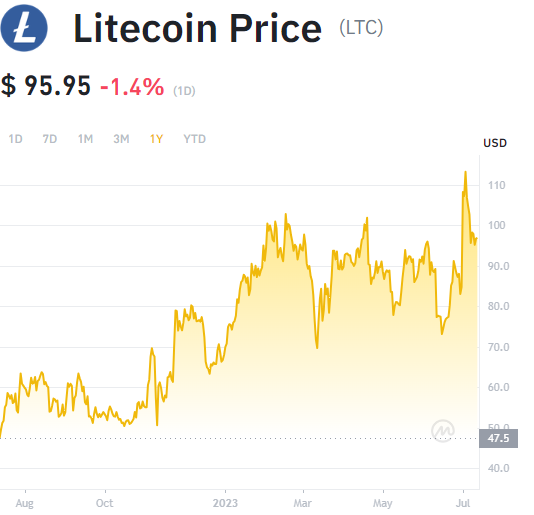 Litecoin Price (LTC)
$ 95.95 -1.4% (1D)
1D 7D 1M 3M 1Y YTD
USD
110
100
90.0
80.0
70.0
60.0
50.0
47.5
40.0
Aug Oct 2023 Mar May Jul